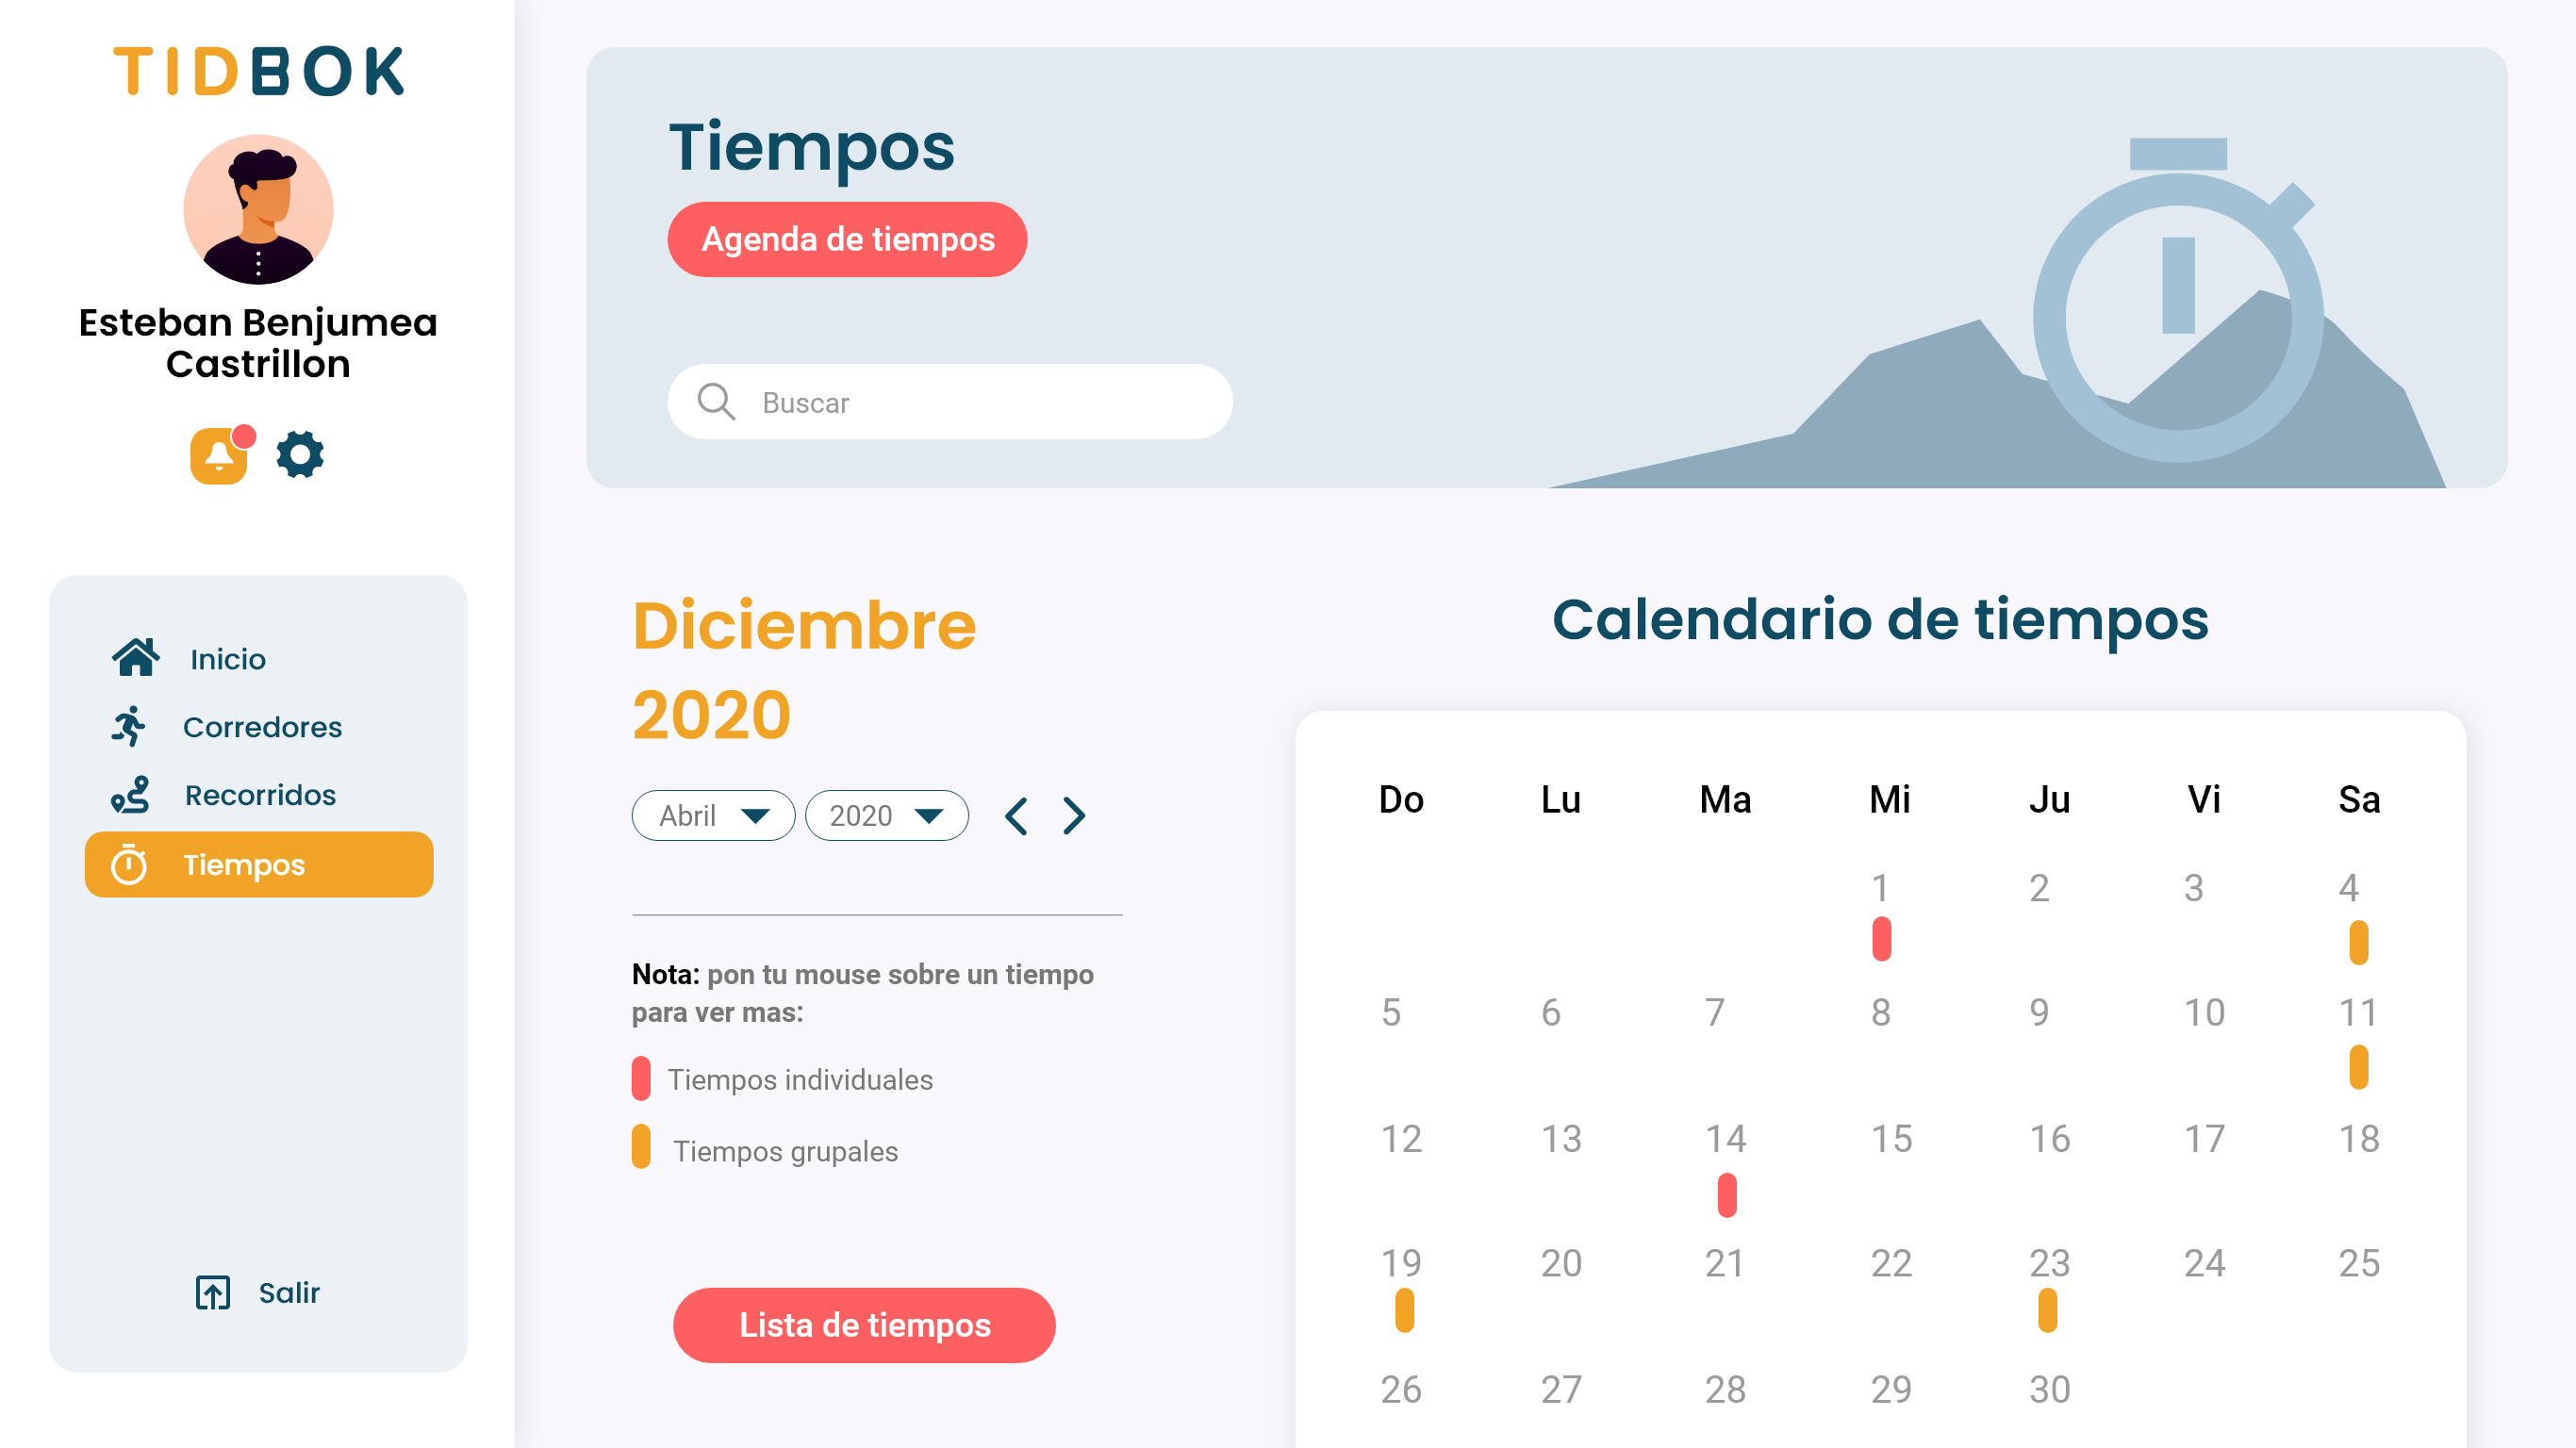 TIDBOK
Esteban Benjumea
Castrillon
Inicio
Corredores
Recorridos
Tiempos
Salir
Tiempos
Agenda de tiempos
Buscar
Diciembre
2020
Abril 2020
Nota: pon tu mouse sobre un tiempo
para ver mas:
Tiempos individuales
Tiempos grupales
Lista de tiempos
Calendario de tiempos
Do Lu Ma Mi Ju Vi Sa
1 2 3 4
5 6 7 8 9 10 11
12 13 14 15 16 17 18
19 20 21 22 23 24 25
26 27 28 29 30